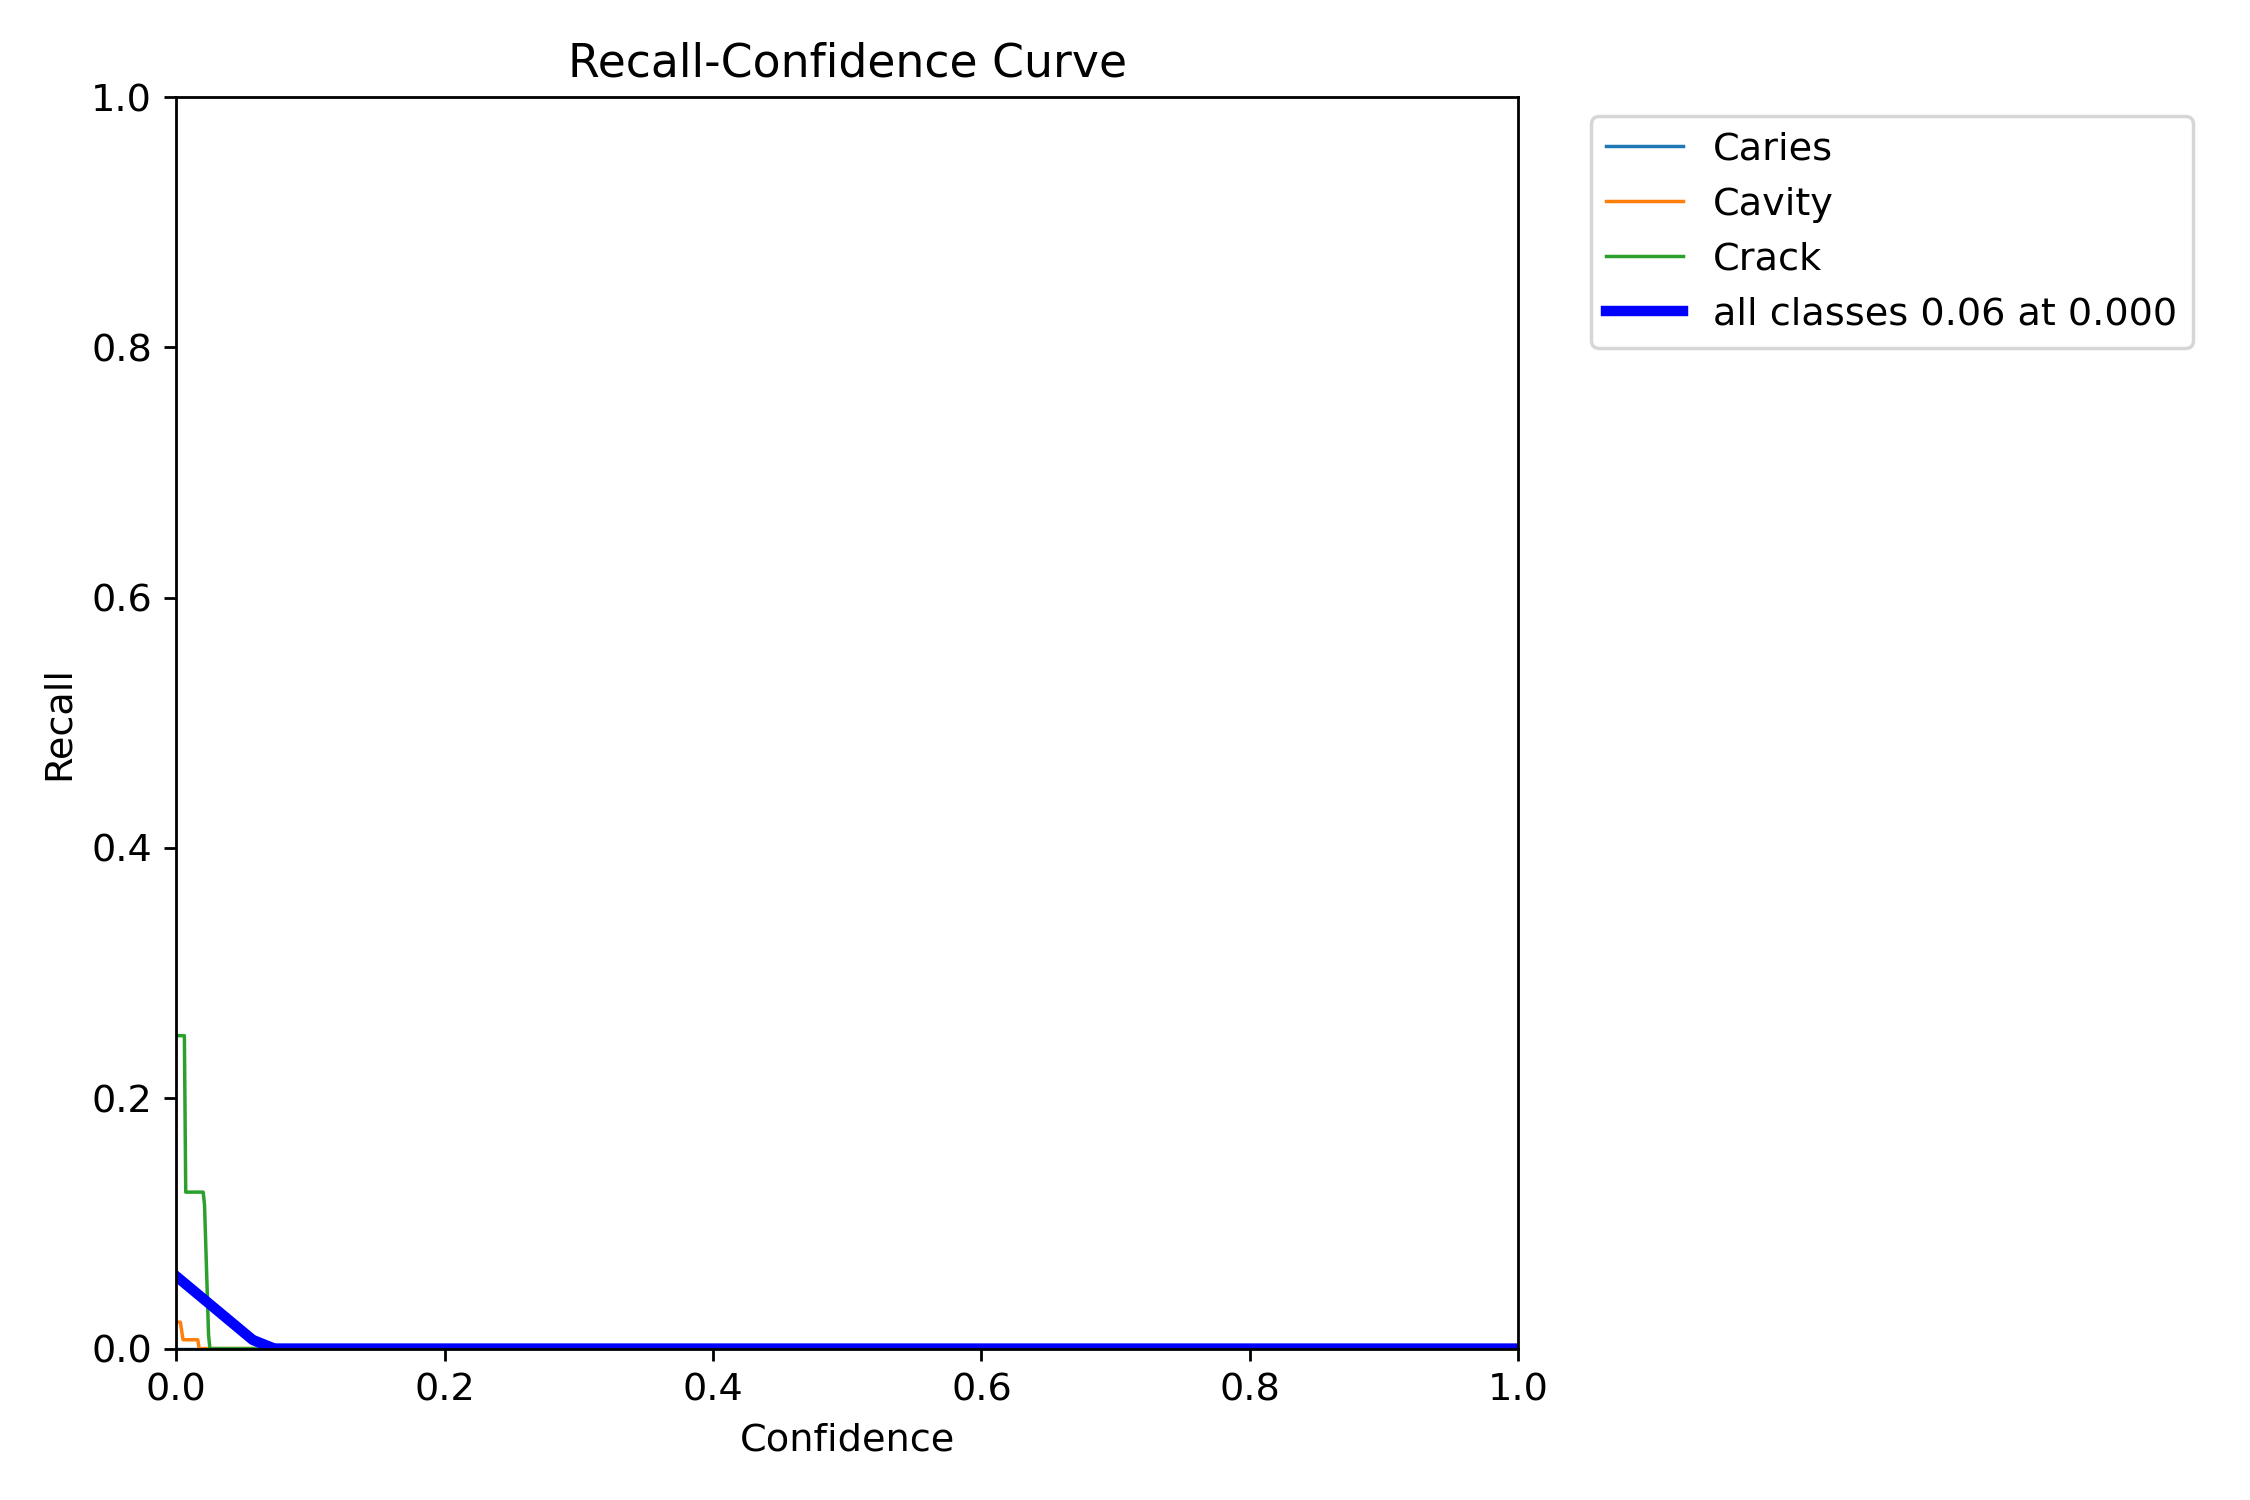 Recall-Confidence Curve
1.0
0.8
0.6
0.4
0.2
0.0
Recall
0.0 0.2 0.4 0.6 0.8 1.0
Confidence
Caries
Cavity
Crack
all classes 0.06 at 0.000